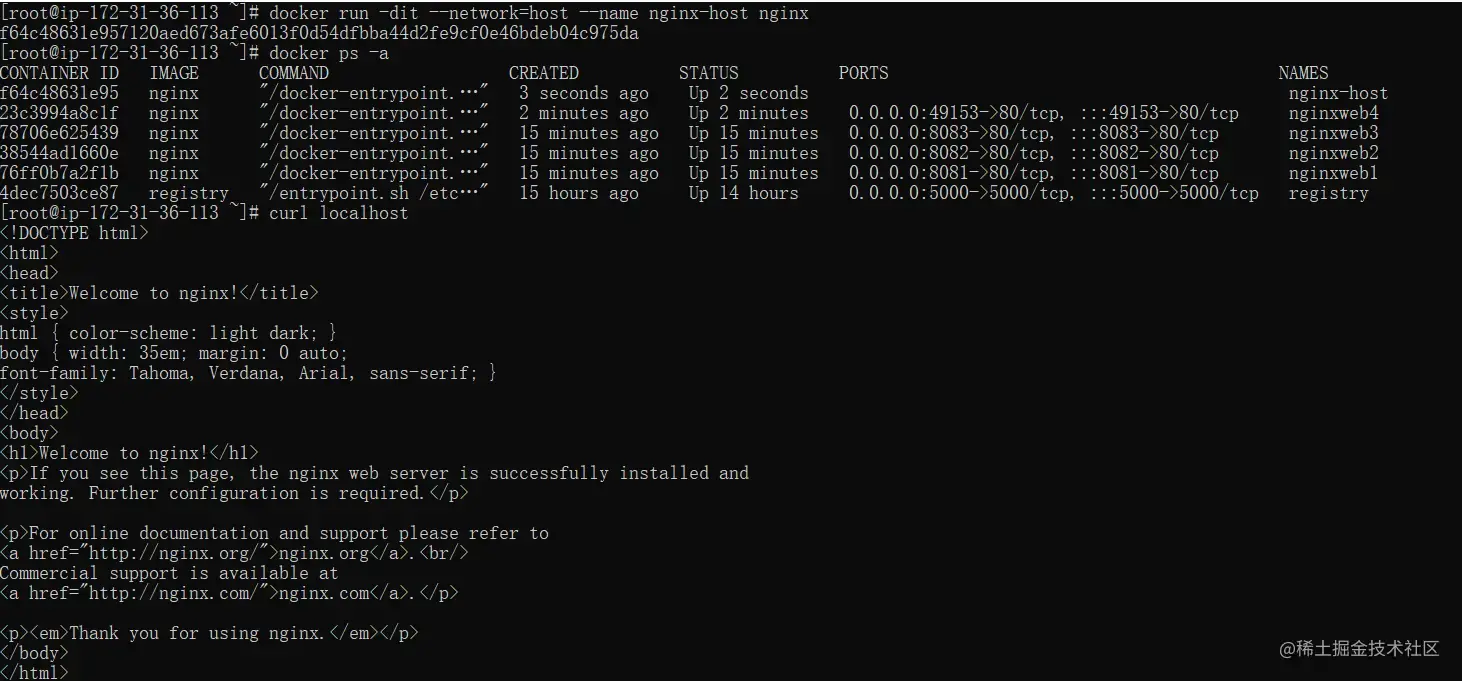 [root@ip-172-31-36-113 ~]# docker run -dit --network=host --name nginx-host nginx
f64c48631e957120aed673afe6013f0d54dfbba44d2fe9cf0e46bdeb04c975da
[root@ip-172-31-36-113 ~]# docker ps -a
CONTAINER ID   IMAGE      COMMAND                  CREATED          STATUS          PORTS                                       NAMES
f64c48631e95   nginx      "/docker-entrypoint.…"   3 seconds ago    Up 2 seconds                                                nginx-host
23c3994a8c1f   nginx      "/docker-entrypoint.…"   2 minutes ago    Up 2 minutes    0.0.0.0:49153->80/tcp, :::49153->80/tcp     nginxweb4
78706e625439   nginx      "/docker-entrypoint.…"   15 minutes ago   Up 15 minutes   0.0.0.0:8083->80/tcp, :::8083->80/tcp       nginxweb3
38544ad1660e   nginx      "/docker-entrypoint.…"   15 minutes ago   Up 15 minutes   0.0.0.0:8082->80/tcp, :::8082->80/tcp       nginxweb2
76ff0b7a2f1b   nginx      "/docker-entrypoint.…"   15 minutes ago   Up 15 minutes   0.0.0.0:8081->80/tcp, :::8081->80/tcp       nginxweb1
4dec7503ce87   registry   "/entrypoint.sh /etc…"   15 hours ago     Up 14 hours     0.0.0.0:5000->5000/tcp, :::5000->5000/tcp   registry
[root@ip-172-31-36-113 ~]# curl localhost
<!DOCTYPE html>
<html>
<head>
<title>Welcome to nginx!</title>
<style>
html { color-scheme: light dark; }
body { width: 35em; margin: 0 auto;
font-family: Tahoma, Verdana, Arial, sans-serif; }
</style>
</head>
<body>
<h1>Welcome to nginx!</h1>
<p>If you see this page, the nginx web server is successfully installed and
working. Further configuration is required.</p>

<p>For online documentation and support please refer to
<a href="http://nginx.org/">nginx.org</a>.<br/>
Commercial support is available at
<a href="http://nginx.com/">nginx.com</a>.</p>

<p><em>Thank you for using nginx.</em></p>
</body>
</html>
@稀土掘金技术社区